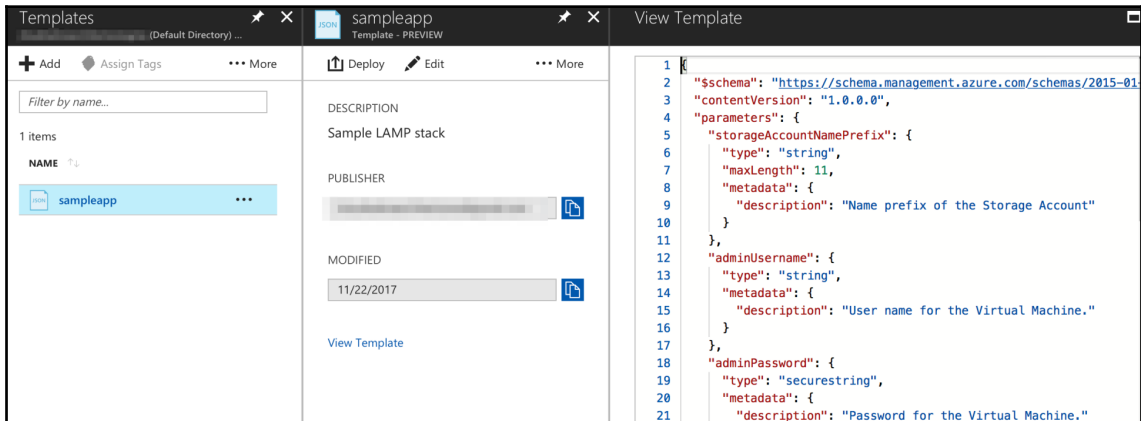 Templates
(Default Directory) ...
Add Assign Tags ••• More
Filter by name...
1 items
NAME ↑↓
JSON sampleapp •••
JSON sampleapp
Template - PREVIEW
Deploy Edit ••• More
DESCRIPTION
Sample LAMP stack
PUBLISHER
MODIFIED
11/22/2017
View Template
View Template
1 {
2 "$schema": "https://schema.management.azure.com/schemas/2015-01-
3 "contentVersion": "1.0.0.0",
4 "parameters": {
5 "storageAccountNamePrefix": {
6 "type": "string",
7 "maxLength": 11,
8 "metadata": {
9 "description": "Name prefix of the Storage Account"
10 }
11 },
12 "adminUsername": {
13 "type": "string",
14 "metadata": {
15 "description": "User name for the Virtual Machine."
16 }
17 },
18 "adminPassword": {
19 "type": "securestring",
20 "metadata": {
21 "description": "Password for the Virtual Machine."